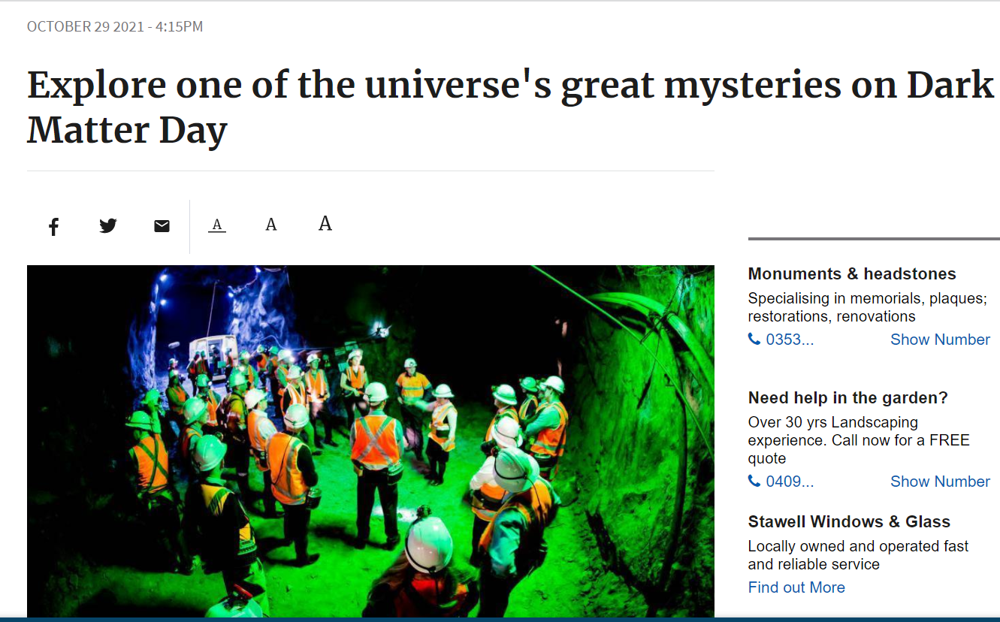 OCTOBER 29 2021 - 4:15PM
Explore one of the universe's great mysteries on Dark
Matter Day
A A A
Monuments & headstones
Specialising in memorials, plaques;
restorations, renovations
0353... Show Number
Need help in the garden?
Over 30 yrs Landscaping
experience. Call now for a FREE
quote
0409... Show Number
Stawell Windows & Glass
Locally owned and operated fast
and reliable service
Find out More